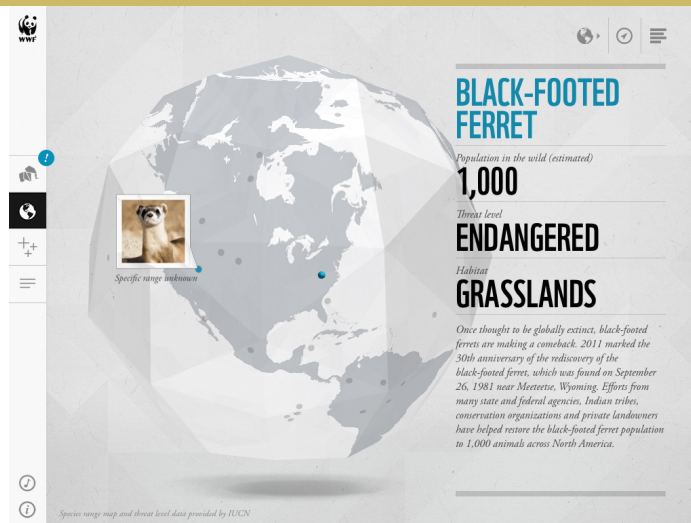 WWF
!
BLACK-FOOTED
FERRET
Population in the wild (estimated)
1,000
Threat level
ENDANGERED
Habitat
GRASSLANDS
Once thought to be globally extinct, black-footed
ferrets are making a comeback. 2011 marked the
30th anniversary of the rediscovery of the
black-footed ferret, which was found on September
26, 1981 near Meeteetse, Wyoming. Efforts from
many state and federal agencies, Indian tribes,
conservation organizations and private landowners
have helped restore the black-footed ferret population
to 1,000 animals across North America.
Specific range unknown
i
Species range map and threat level data provided by IUCN